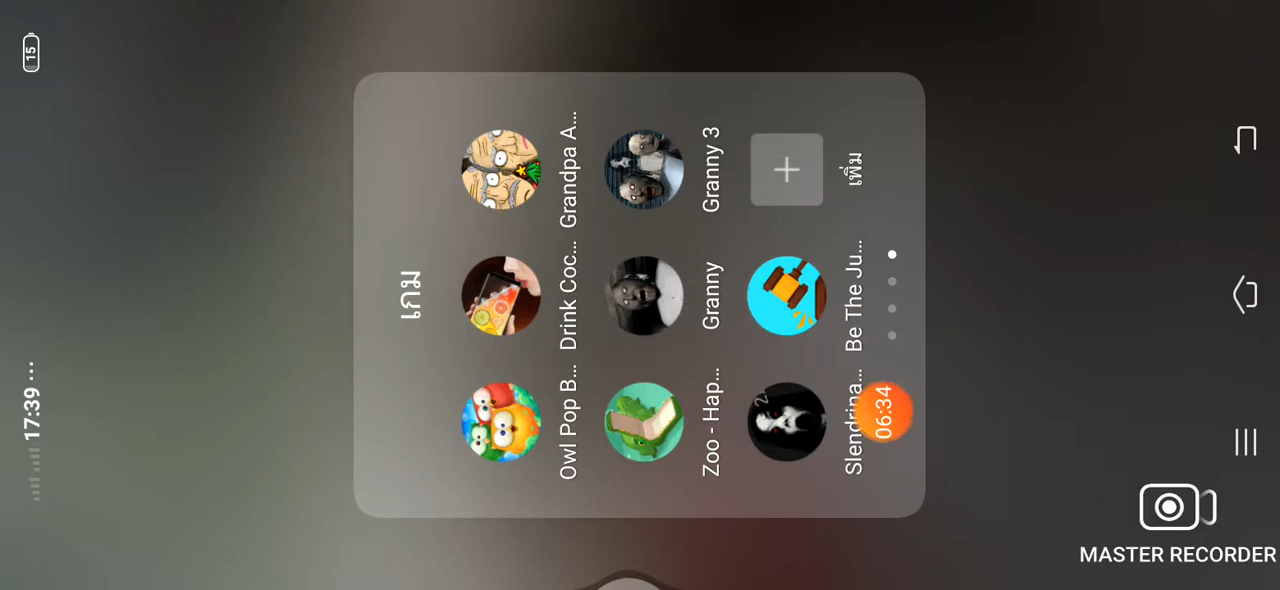 17:39 ...
15
เกม
Owl Pop B...
Drink Coc...
Grandpa A...
Zoo - Hap...
Granny
Granny 3
Slendrina...
Be The Ju...
เพิ่ม
06:34
MASTER RECORDER